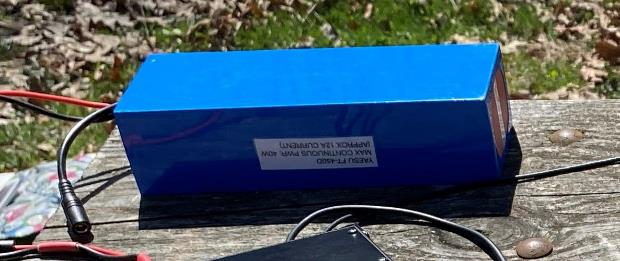 YAESU FT-450D
MAX CONTINUOUS PWR, 40W
(APPROX 12A CURRENT)